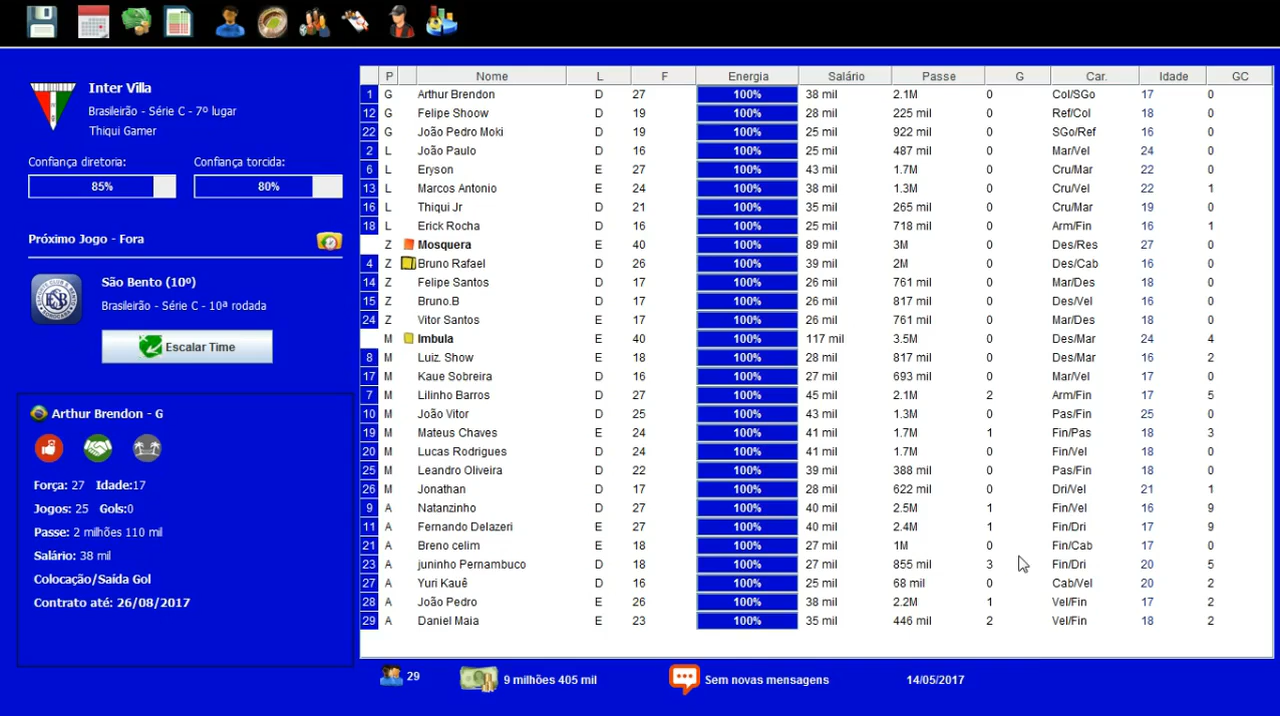 Inter Villa
Brasileirão - Série C - 7º lugar
Thiqui Gamer
Confiança diretoria: Confiança torcida:
85% 80%
Próximo Jogo - Fora
São Bento (10º)
Brasileirão - Série C - 10ª rodada
Escalar Time
Arthur Brendon - G
Força: 27 Idade:17
Jogos: 25 Gols:0
Passe: 2 milhões 110 mil
Salário: 38 mil
Colocação/Saída Gol
Contrato até: 26/08/2017
P Nome L F Energia Salário Passe G Car. Idade GC
1 G Arthur Brendon D 27 100% 38 mil 2.1M 0 Col/SGo 17 0
12 G Felipe Shoow D 19 100% 28 mil 225 mil 0 Ref/Col 18 0
22 G João Pedro Moki D 19 100% 25 mil 922 mil 0 SGo/Ref 16 0
2 L João Paulo D 16 100% 25 mil 487 mil 0 Mar/Vel 24 0
6 L Eryson E 27 100% 43 mil 1.7M 0 Cru/Mar 22 0
13 L Marcos Antonio E 24 100% 38 mil 1.3M 0 Cru/Vel 22 1
16 L Thiqui Jr D 21 100% 35 mil 265 mil 0 Cru/Mar 19 0
18 L Erick Rocha D 16 100% 25 mil 718 mil 0 Arm/Fin 16 1
Z Mosquera E 40 100% 89 mil 3M 0 Des/Res 27 0
4 Z Bruno Rafael D 26 100% 39 mil 2M 0 Des/Cab 16 0
14 Z Felipe Santos D 17 100% 26 mil 761 mil 0 Mar/Des 18 0
15 Z Bruno.B D 17 100% 26 mil 817 mil 0 Des/Vel 16 0
24 Z Vitor Santos E 17 100% 26 mil 761 mil 0 Mar/Des 18 0
M Imbula E 40 100% 117 mil 3.5M 0 Des/Mar 24 4
8 M Luiz. Show E 18 100% 28 mil 817 mil 0 Des/Mar 16 2
17 M Kaue Sobreira D 16 100% 27 mil 693 mil 0 Mar/Vel 17 0
7 M Lilinho Barros D 27 100% 45 mil 2.1M 2 Arm/Fin 17 5
10 M João Vitor D 25 100% 43 mil 1.3M 0 Pas/Fin 25 0
19 M Mateus Chaves E 24 100% 41 mil 1.7M 1 Fin/Pas 18 3
20 M Lucas Rodrigues D 24 100% 41 mil 1.7M 0 Fin/Vel 18 0
25 M Leandro Oliveira D 22 100% 39 mil 388 mil 0 Pas/Fin 18 0
26 M Jonathan D 17 100% 28 mil 622 mil 0 Dri/Vel 21 1
9 A Natanzinho D 27 100% 40 mil 2.5M 1 Fin/Vel 16 9
11 A Fernando Delazeri E 27 100% 40 mil 2.4M 1 Fin/Dri 17 9
21 A Breno celim E 18 100% 27 mil 1M 0 Fin/Cab 17 0
23 A juninho Pernambuco D 18 100% 27 mil 855 mil 3 Fin/Dri 20 5
27 A Yuri Kauê D 16 100% 25 mil 68 mil 0 Cab/Vel 20 2
28 A João Pedro E 26 100% 38 mil 2.2M 1 Vel/Fin 17 2
29 A Daniel Maia E 23 100% 35 mil 446 mil 2 Vel/Fin 18 2
29 9 milhões 405 mil Sem novas mensagens 14/05/2017